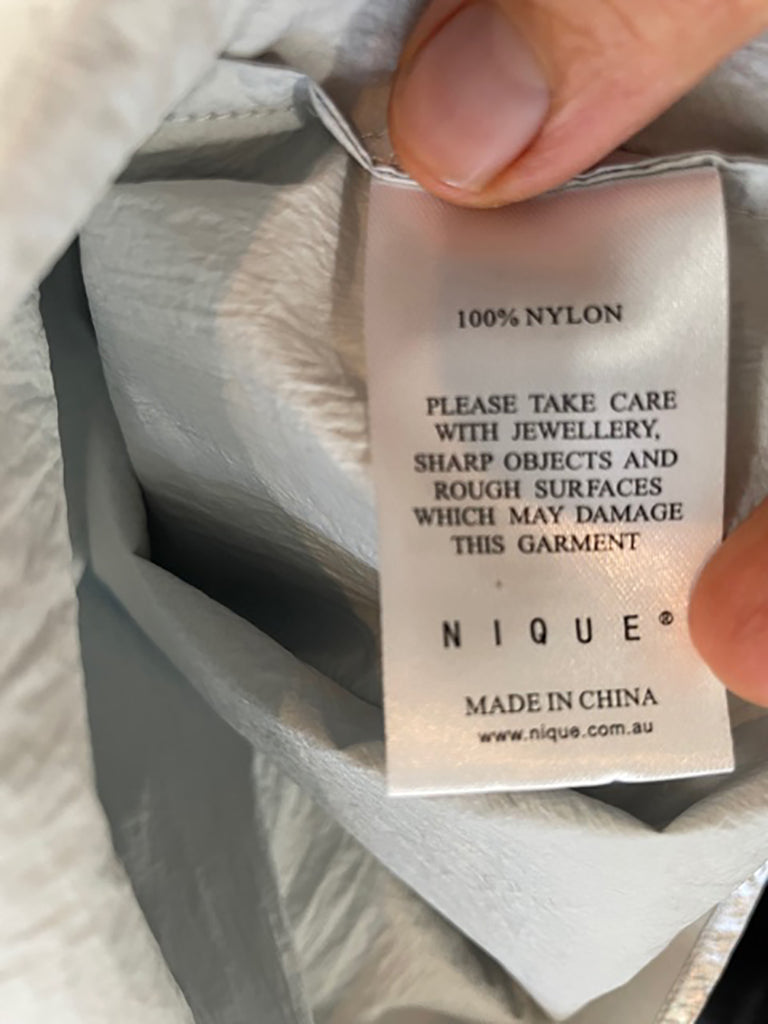 100% NYLON
PLEASE TAKE CARE
WITH JEWELLERY,
SHARP OBJECTS AND
ROUGH SURFACES
WHICH MAY DAMAGE
THIS GARMENT
NIQUE®
MADE IN CHINA
www.nique.com.au